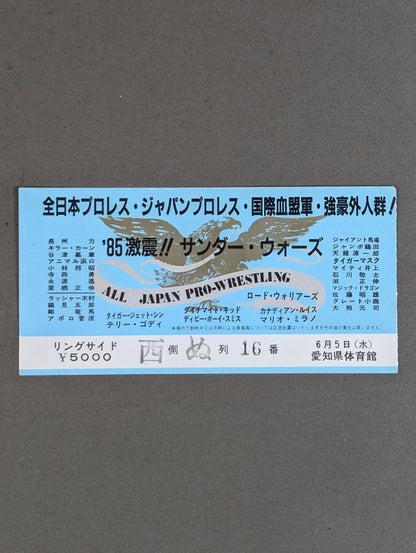 全日本プロレス・ジャパンプロレス・国際血盟軍・強豪外人群!
'85激震!! サンダー・ウォーズ
長州力
キラー・カーン
谷津嘉章
アニマル浜口
小林邦昭
寺西勇
永源遙
栗栖正伸
ラッシャー木村
鶴見五郎
剛竜馬
アポロ菅原
ジャイアント馬場
ジャンボ鶴田
天龍源一郎
タイガーマスク
マイティ井上
石川敬士
渕正伸
マジック・ドラゴン
佐藤昭雄
グレート小鹿
大熊元司
ALL JAPAN PRO-WRESTLING
タイガー・ジェット・シン
テリー・ゴディ
ダイナマイト・キッド
デイビーボーイ・スミス
ロード・ウォリアーズ
カナディアン・ルイス
マリオ・ミラノ
リングサイド
¥5000
西側 ぬ列 16番
6月5日(水)
愛知県体育館